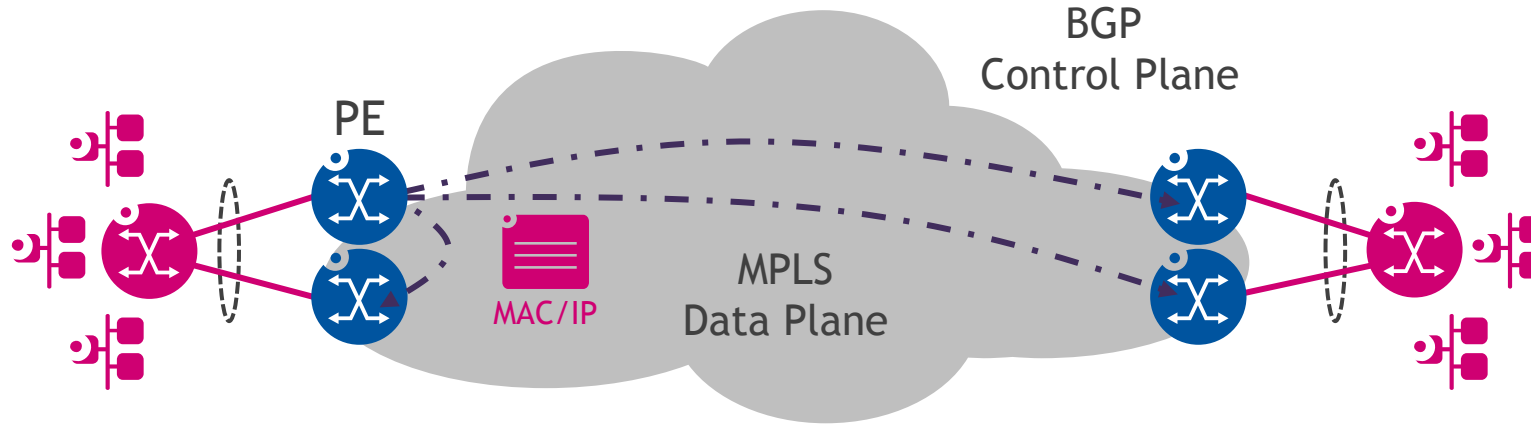 BGP
Control Plane
PE
MAC/IP
MPLS
Data Plane